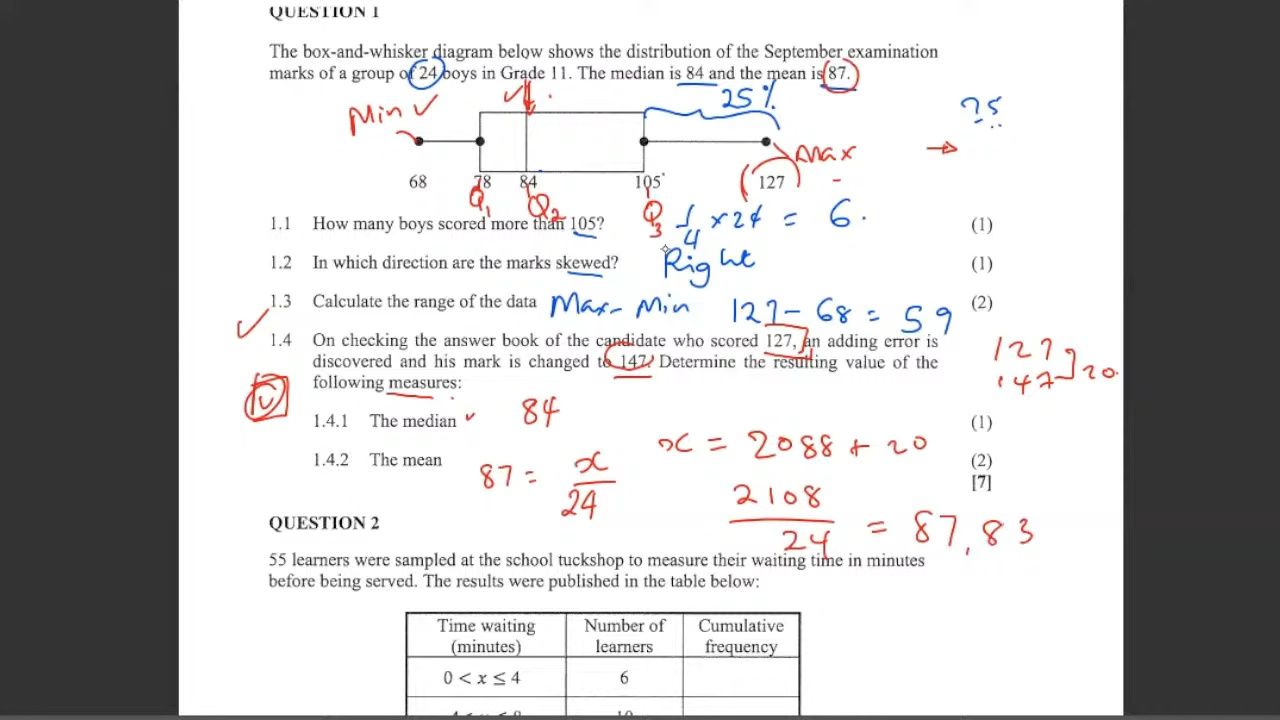 QUESTION 1
The box-and-whisker diagram below shows the distribution of the September examination
marks of a group of 24 boys in Grade 11. The median is 84 and the mean is 87.
25%
25
Min
Max
68 78 84 105 127
Q1 Q2 Q3
1.1 How many boys scored more than 105? 1/4 × 24 = 6. (1)
1.2 In which direction are the marks skewed? Right (1)
1.3 Calculate the range of the data Max - Min 127 - 68 = 59 (2)
1.4 On checking the answer book of the candidate who scored 127, an adding error is
discovered and his mark is changed to 147. Determine the resulting value of the
following measures:
127
147 20.
1.4.1 The median 84 (1)
x = 2088 + 20
1.4.2 The mean 87 = x/24 (2)
[7]
2108/24 = 87,83
QUESTION 2
55 learners were sampled at the school tuckshop to measure their waiting time in minutes
before being served. The results were published in the table below:
Time waiting (minutes) Number of learners Cumulative frequency
0 < x ≤ 4 6